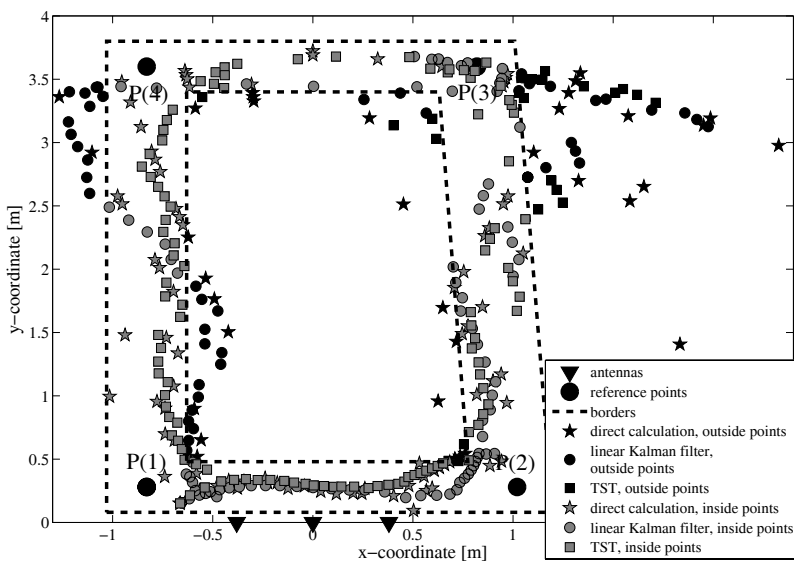 4
3.5
3
2.5
2
1.5
1
0.5
0
y−coordinate [m]
P(4)
P(3)
P(1)
P(2)
−1
−0.5
0
0.5
1
x−coordinate [m]
antennas
reference points
borders
direct calculation, outside points
linear Kalman filter,
outside points
TST, outside points
direct calculation, inside points
linear Kalman filter, inside points
TST, inside points